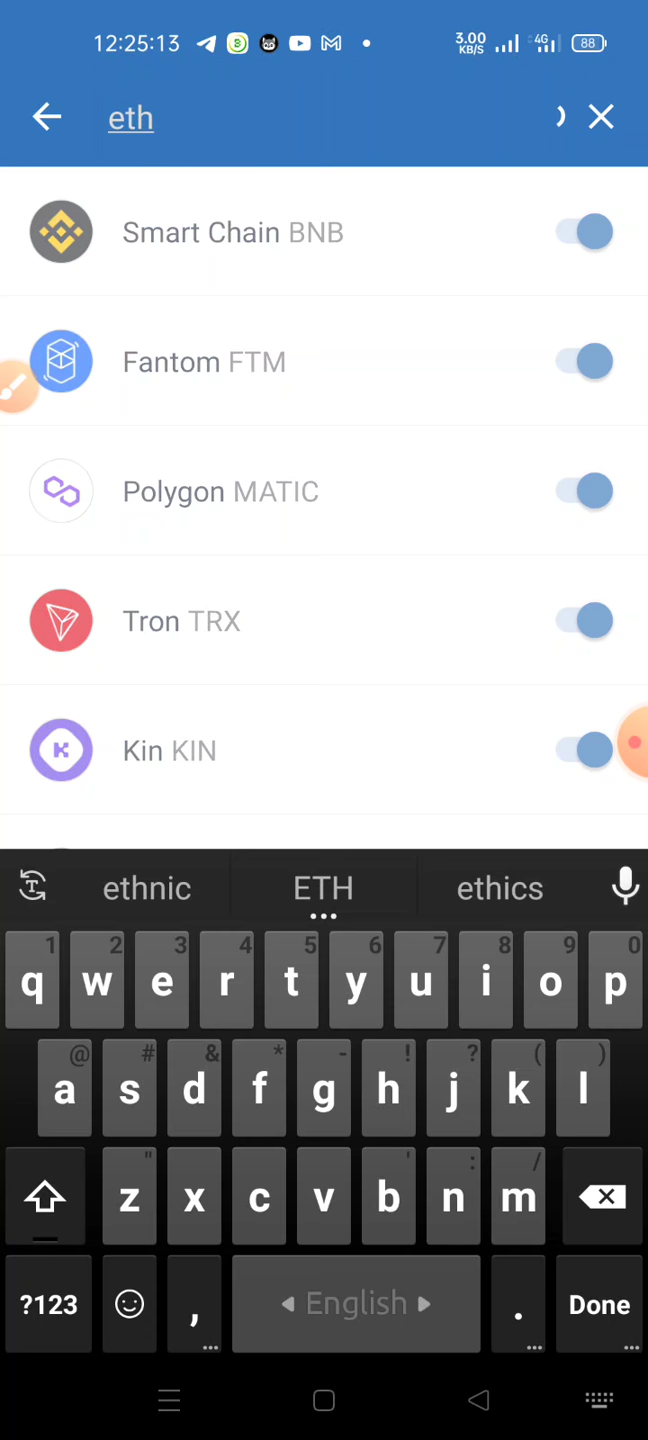 12:25:13 3.00 KB/S 4G 88
eth
Smart Chain BNB
Fantom FTM
Polygon MATIC
Tron TRX
Kin KIN
ethnic ETH ethics
1 2 3 4 5 6 7 8 9 0
q w e r t y u i o p
@ # & * - ! ? ( )
a s d f g h j k l
" ' : /
z x c v b n m
?123 , English . Done